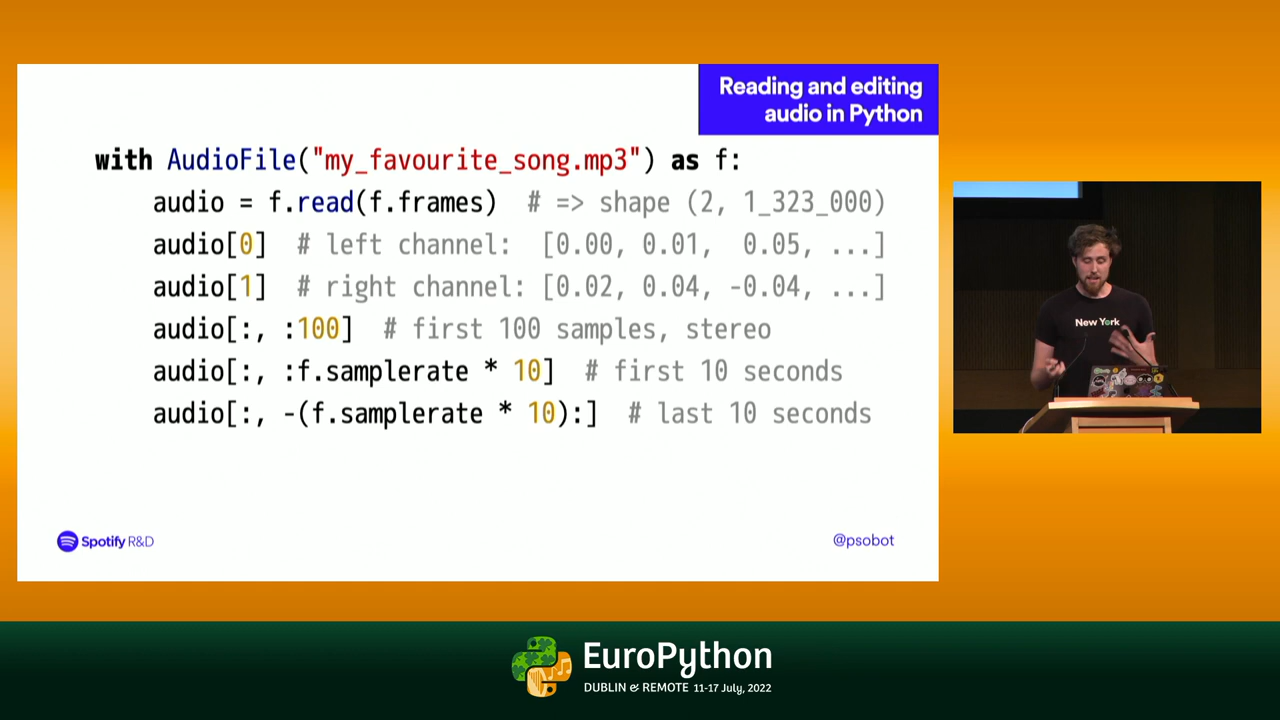 Reading and editing
audio in Python
with AudioFile("my_favourite_song.mp3") as f:
audio = f.read(f.frames)  # => shape (2, 1_323_000)
audio[0]  # left channel:  [0.00, 0.01,  0.05, ...]
audio[1]  # right channel: [0.02, 0.04, -0.04, ...]
audio[:, :100]  # first 100 samples, stereo
audio[:, :f.samplerate * 10]  # first 10 seconds
audio[:, -(f.samplerate * 10):]  # last 10 seconds
Spotify R&D
@psobot
New York
EuroPython
DUBLIN & REMOTE 11-17 July, 2022